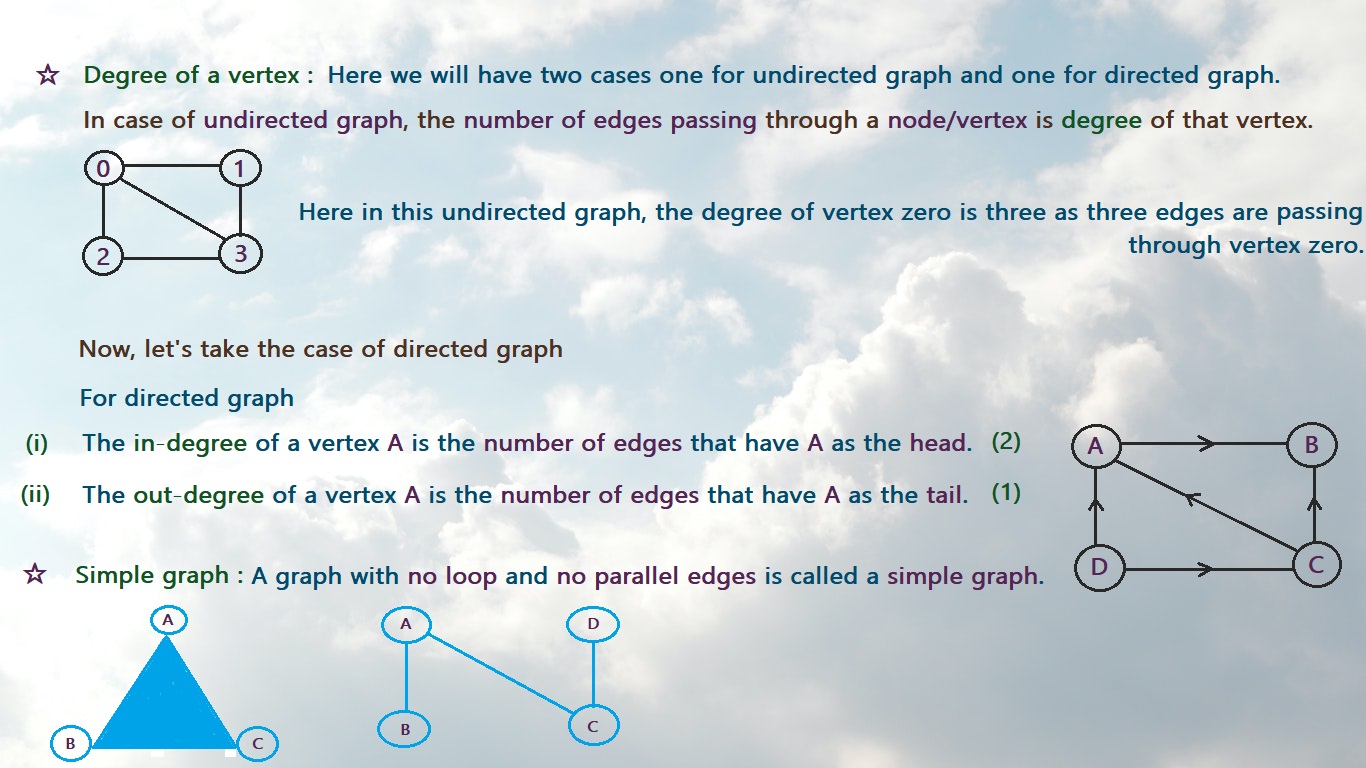 ☆ Degree of a vertex : Here we will have two cases one for undirected graph and one for directed graph.
In case of undirected graph, the number of edges passing through a node/vertex is degree of that vertex.
0 1
2 3
Here in this undirected graph, the degree of vertex zero is three as three edges are passing
through vertex zero.
Now, let's take the case of directed graph
For directed graph
(i) The in-degree of a vertex A is the number of edges that have A as the head. (2)
(ii) The out-degree of a vertex A is the number of edges that have A as the tail. (1)
A B
D C
☆ Simple graph : A graph with no loop and no parallel edges is called a simple graph.
A
B C
A D
B C